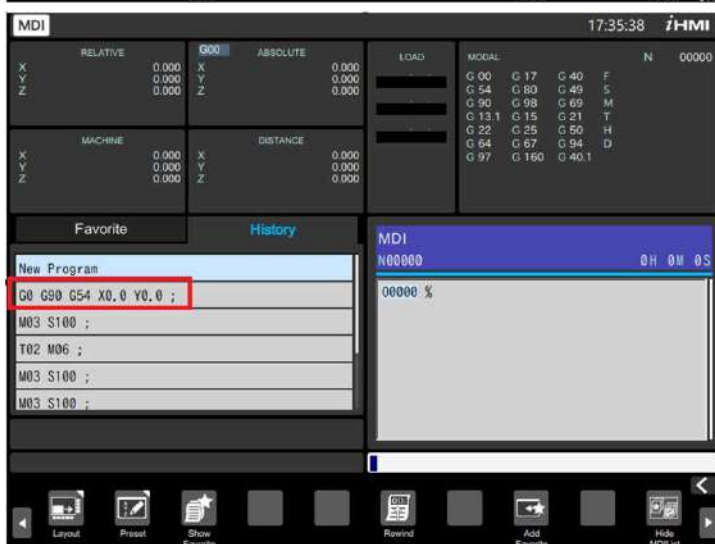 MDI 17:35:38 iHMI
RELATIVE
X 0.000
Y 0.000
Z 0.000
G00 ABSOLUTE
X 0.000
Y 0.000
Z 0.000
MACHINE
X 0.000
Y 0.000
Z 0.000
DISTANCE
X 0.000
Y 0.000
Z 0.000
LOAD
MODAL N 00000
G 00 G 17 G 40 F
G 54 G 80 G 49 S
G 90 G 98 G 69 M
G 13.1 G 15 G 21 T
G 22 G 25 G 50 H
G 64 G 67 G 94 D
G 97 G 160 G 40.1
Favorite History
New Program
G0 G90 G54 X0.0 Y0.0 ;
M03 S100 ;
T02 M06 ;
M03 S100 ;
M03 S100 ;
MDI
N00000 0H 0M 0S
O0000 %
Layout
Preset
Show Favorite
Rewind
Add Favorite
Hide MDIList